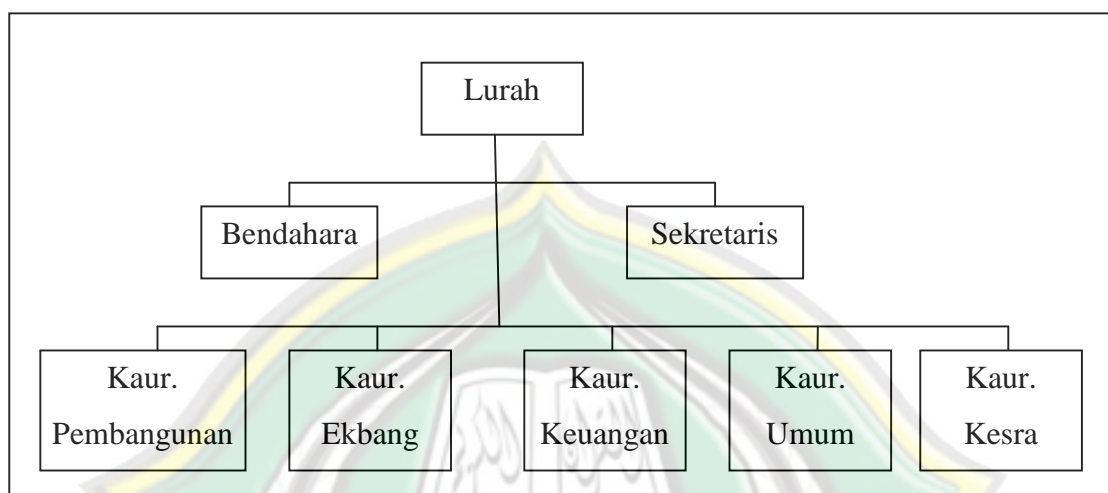 Lurah
Bendahara
Sekretaris
Kaur.
Pembangunan
Kaur.
Ekbang
Kaur.
Keuangan
Kaur.
Umum
Kaur.
Kesra